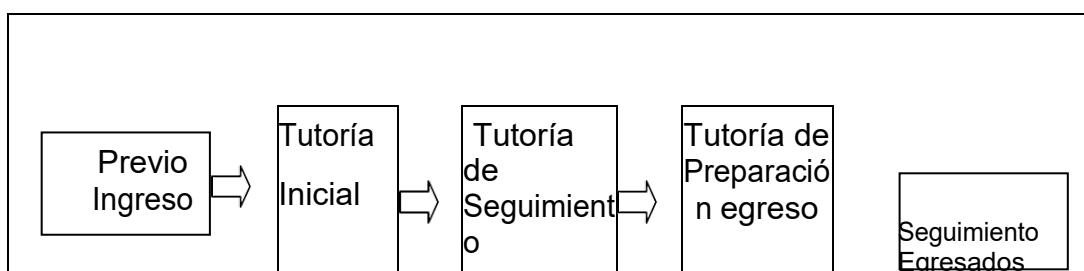 Previo
Ingreso
Tutoría
Inicial
Tutoría
de
Seguimient
o
Tutoría de
Preparació
n egreso
Seguimiento
Egresados